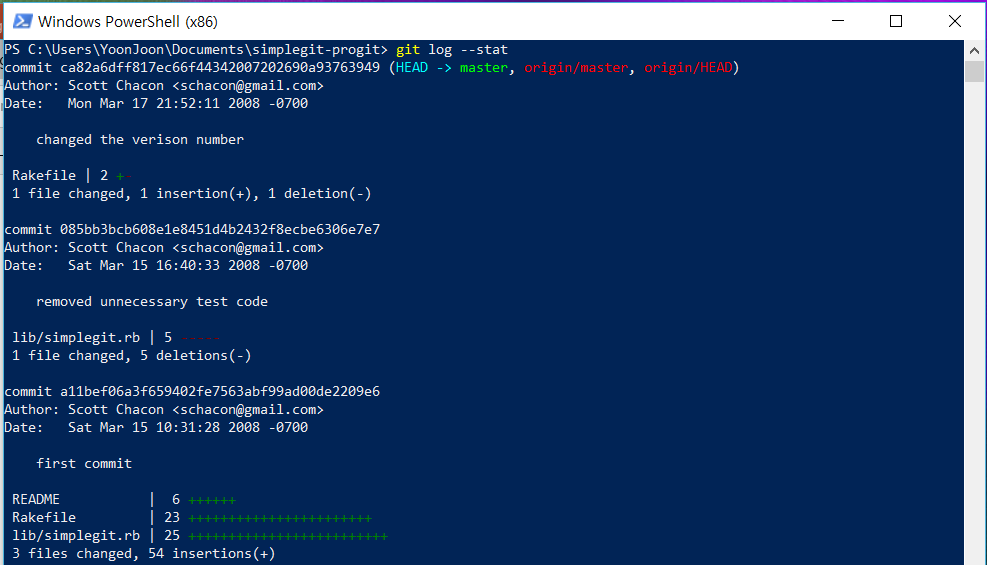 Windows PowerShell (x86)
PS C:\Users\YoonJoon\Documents\simplegit-progit> git log --stat
commit ca82a6dff817ec66f44342007202690a93763949 (HEAD -> master, origin/master, origin/HEAD)
Author: Scott Chacon <schacon@gmail.com>
Date:   Mon Mar 17 21:52:11 2008 -0700
changed the verison number
Rakefile | 2 +-
1 file changed, 1 insertion(+), 1 deletion(-)
commit 085bb3bcb608e1e8451d4b2432f8ecbe6306e7e7
Author: Scott Chacon <schacon@gmail.com>
Date:   Sat Mar 15 16:40:33 2008 -0700
removed unnecessary test code
lib/simplegit.rb | 5 -----
1 file changed, 5 deletions(-)
commit a11bef06a3f659402fe7563abf99ad00de2209e6
Author: Scott Chacon <schacon@gmail.com>
Date:   Sat Mar 15 10:31:28 2008 -0700
first commit
README           |  6 ++++++
Rakefile         | 23 +++++++++++++++++++++++
lib/simplegit.rb | 25 +++++++++++++++++++++++++
3 files changed, 54 insertions(+)